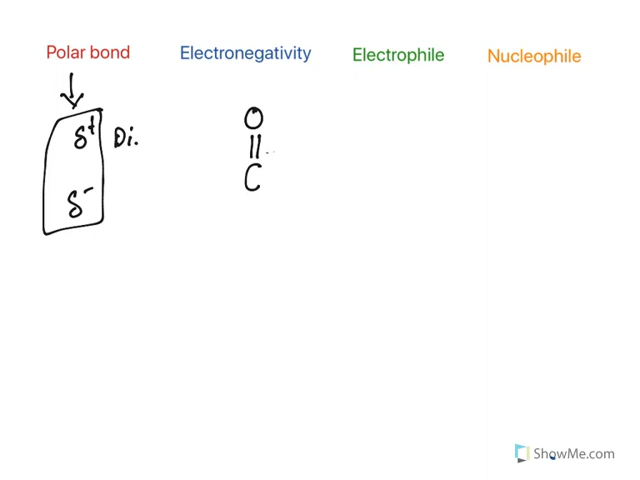 Polar bond Electronegativity Electrophile Nucleophile
δ+ Di. O
||
δ- C
ShowMe.com